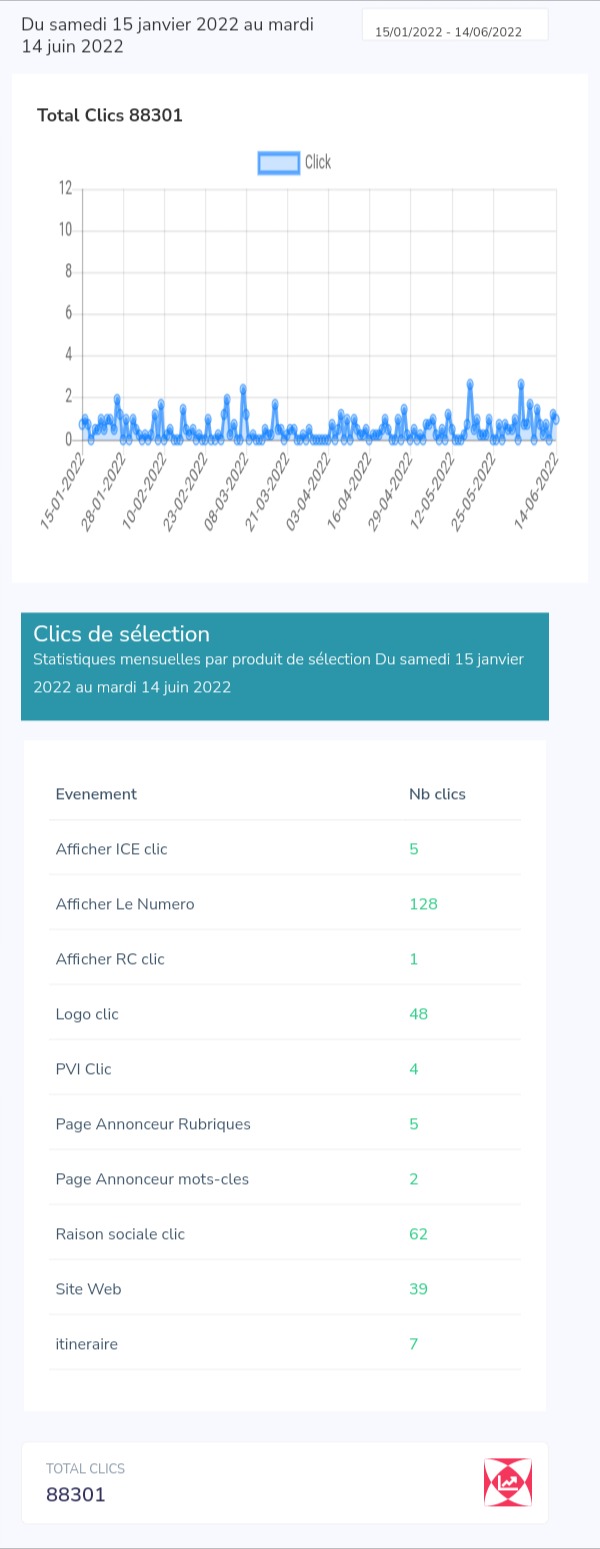 Du samedi 15 janvier 2022 au mardi
14 juin 2022
15/01/2022 - 14/06/2022
Total Clics 88301
Click
12
10
8
6
4
2
0
15-01-2022
28-01-2022
10-02-2022
23-02-2022
08-03-2022
21-03-2022
03-04-2022
16-04-2022
29-04-2022
12-05-2022
25-05-2022
14-06-2022
Clics de sélection
Statistiques mensuelles par produit de sélection Du samedi 15 janvier
2022 au mardi 14 juin 2022
Evenement Nb clics
Afficher ICE clic 5
Afficher Le Numero 128
Afficher RC clic 1
Logo clic 48
PVI Clic 4
Page Annonceur Rubriques 5
Page Annonceur mots-cles 2
Raison sociale clic 62
Site Web 39
itineraire 7
TOTAL CLICS
88301